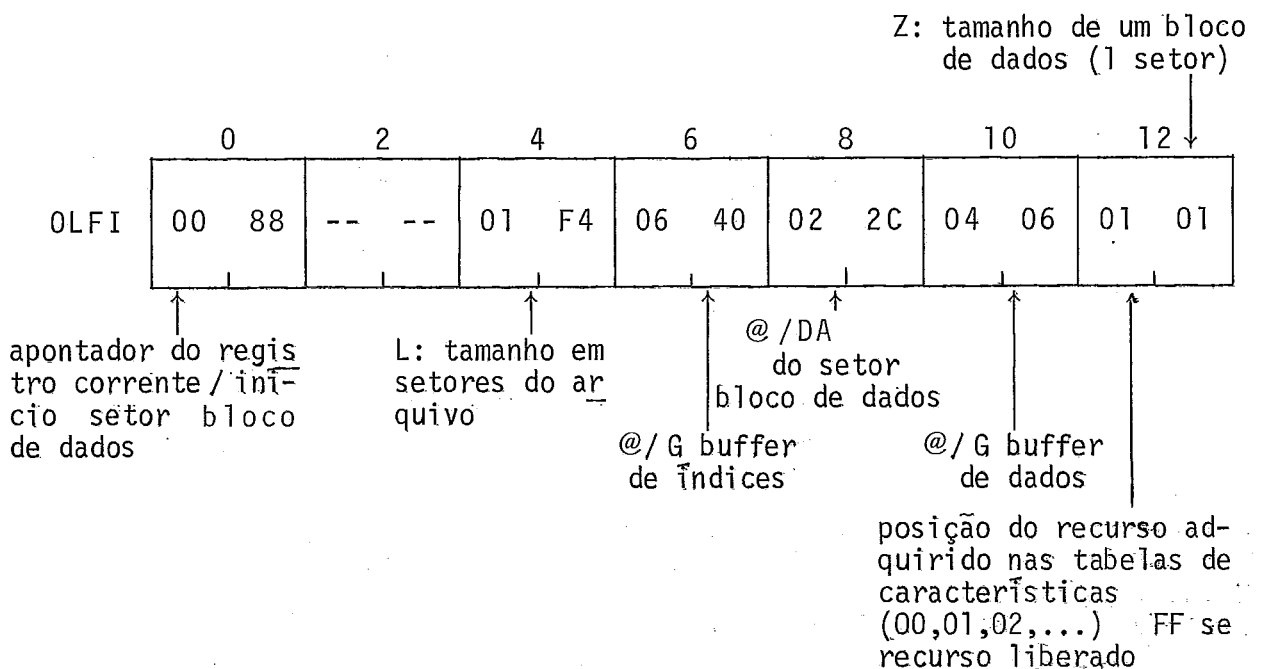 Z: tamanho de um bloco
de dados (1 setor)
0 2 4 6 8 10 12
OLFI 00 88 -- -- 01 F4 06 40 02 2C 04 06 01 01
apontador do regis
tro corrente/iní-
cio setor bloco
de dados
L: tamanho em
setores do ar
quivo
@/DA
do setor
bloco de dados
@/G buffer
de índices
@/G buffer
de dados
posição do recurso ad-
quirido nas tabelas de
características
(00,01,02,...) FF se
recurso liberado